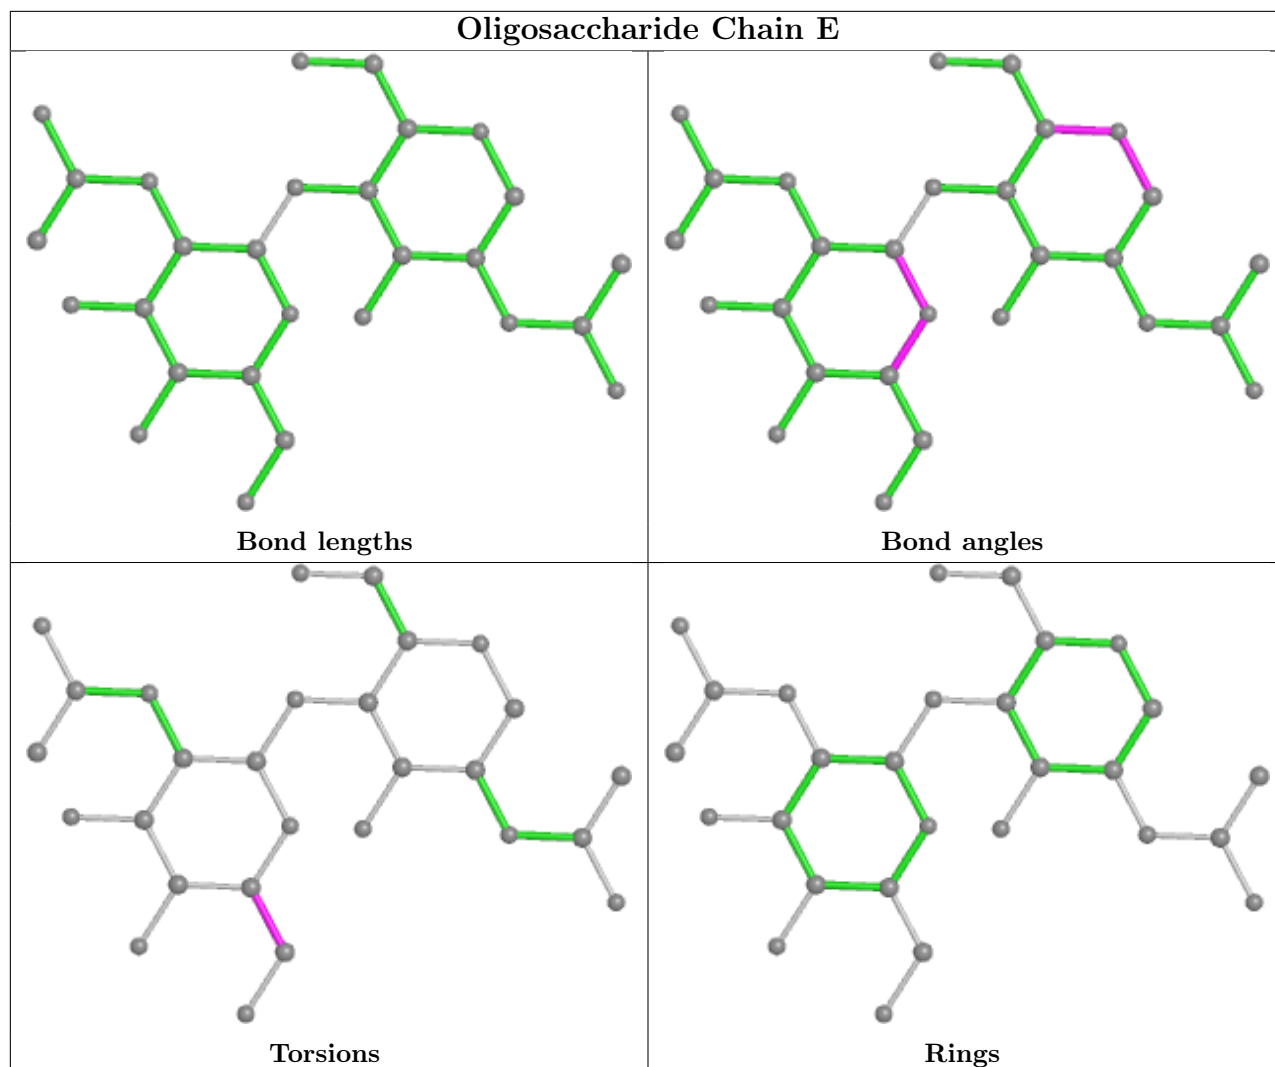 Oligosaccharide Chain E
Bond lengths
Bond angles
Torsions
Rings